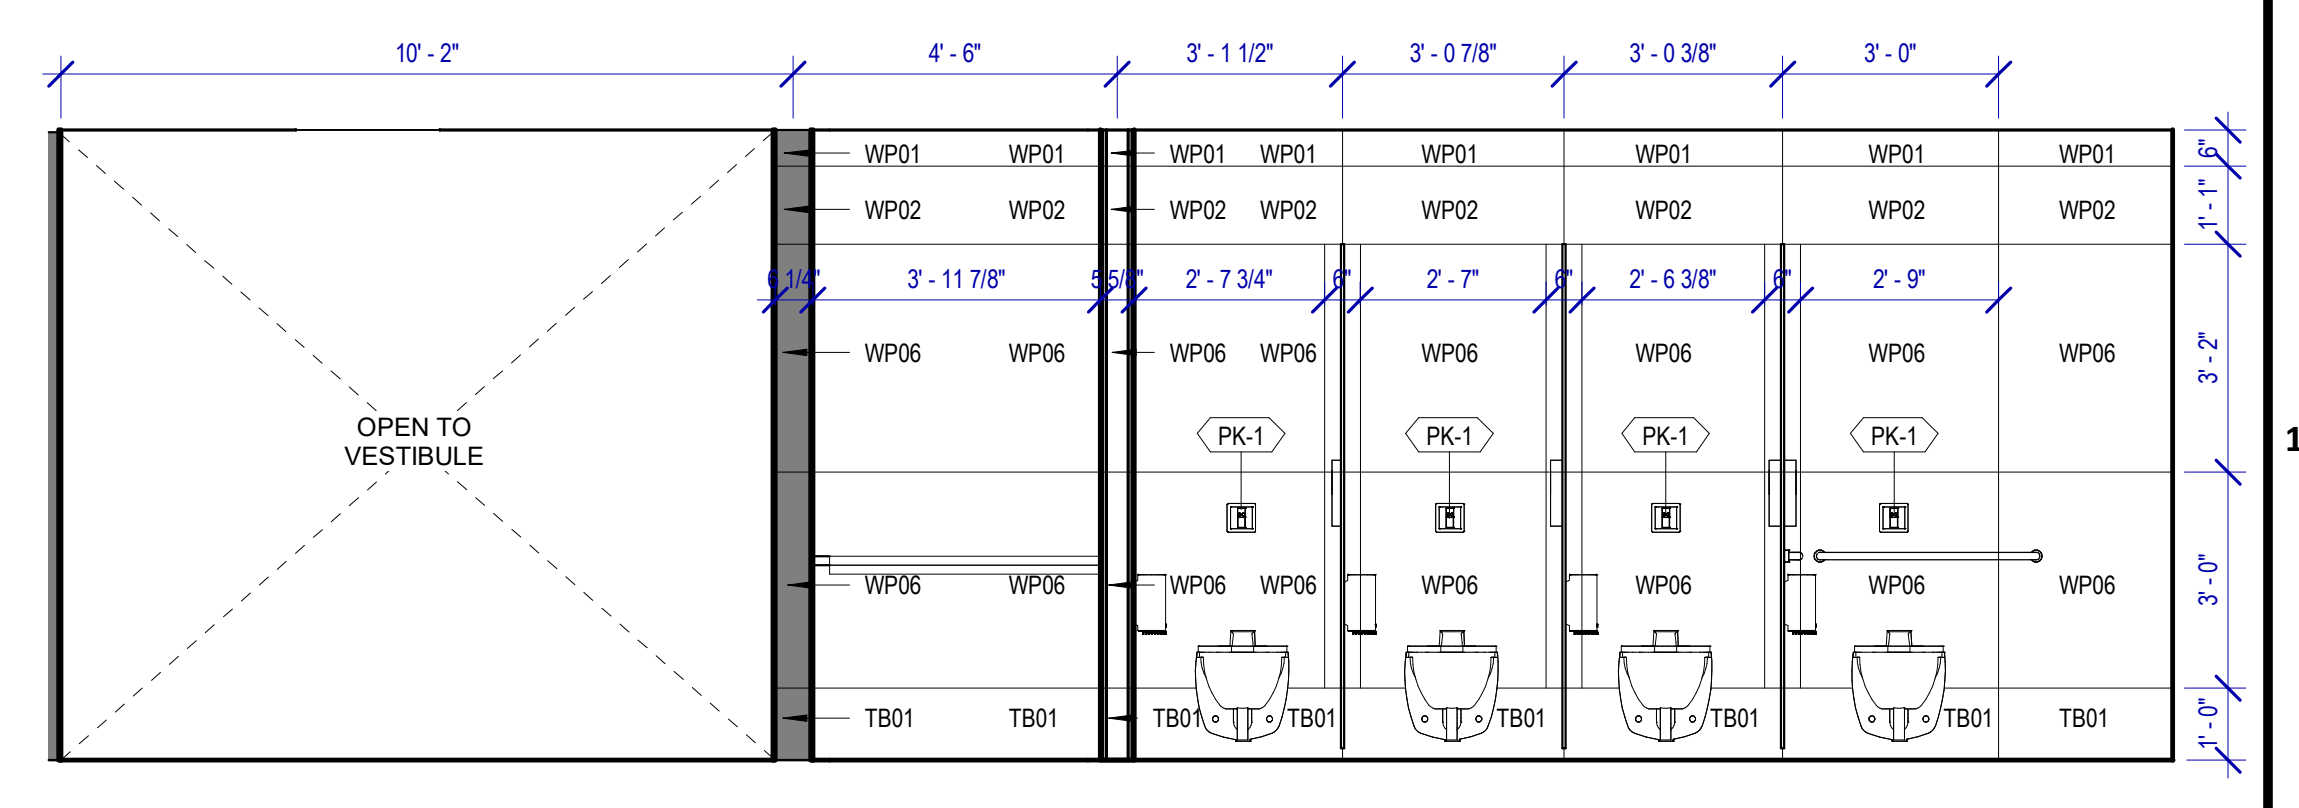 10' - 2" 4' - 6" 3' - 1 1/2" 3' - 0 7/8" 3' - 0 3/8" 3' - 0"
WP01 WP01 WP01 WP01 WP01 WP01 WP01 WP01 6"
WP02 WP02 WP02 WP02 WP02 WP02 WP02 WP02 1' - 1"
6 1/4" 3' - 11 7/8" 5 5/8" 2' - 7 3/4" 6" 2' - 7" 6" 2' - 6 3/8" 6" 2' - 9"
WP06 WP06 WP06 WP06 WP06 WP06 WP06 WP06 3' - 2"
OPEN TO
VESTIBULE
PK-1 PK-1 PK-1 PK-1 1
WP06 WP06 WP06 WP06 WP06 WP06 WP06 WP06 3' - 0"
TB01 TB01 TB01 TB01 TB01 TB01 TB01 TB01 1' - 0"